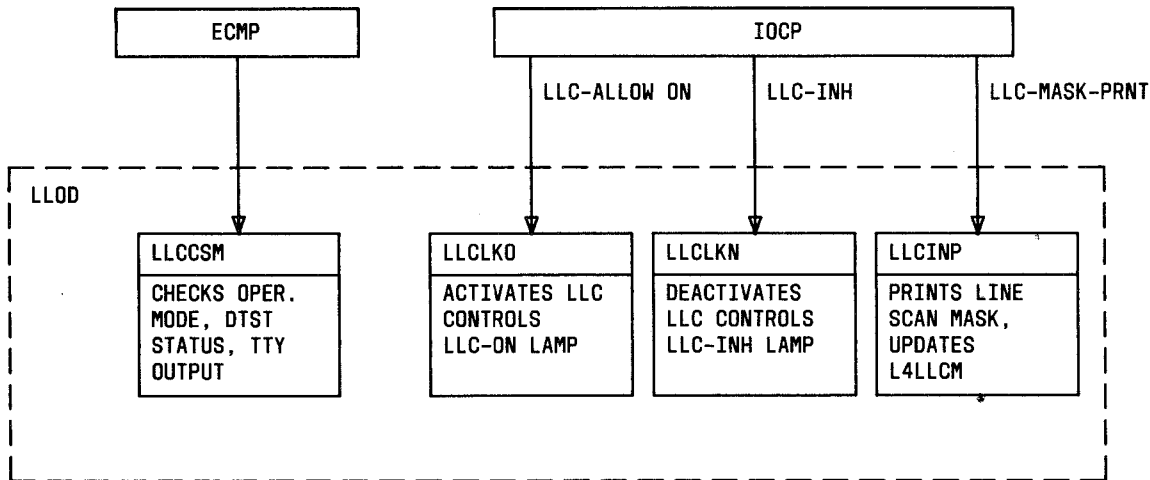 ECMP
IOCP
LLC-ALLOW ON
LLC-INH
LLC-MASK-PRNT
LLOD
LLCCSM
CHECKS OPER.
MODE, DTST
STATUS, TTY
OUTPUT
LLCLKO
ACTIVATES LLC
CONTROLS
LLC-ON LAMP
LLCLKN
DEACTIVATES
LLC CONTROLS
LLC-INH LAMP
LLCINP
PRINTS LINE
SCAN MASK,
UPDATES
L4LLCM